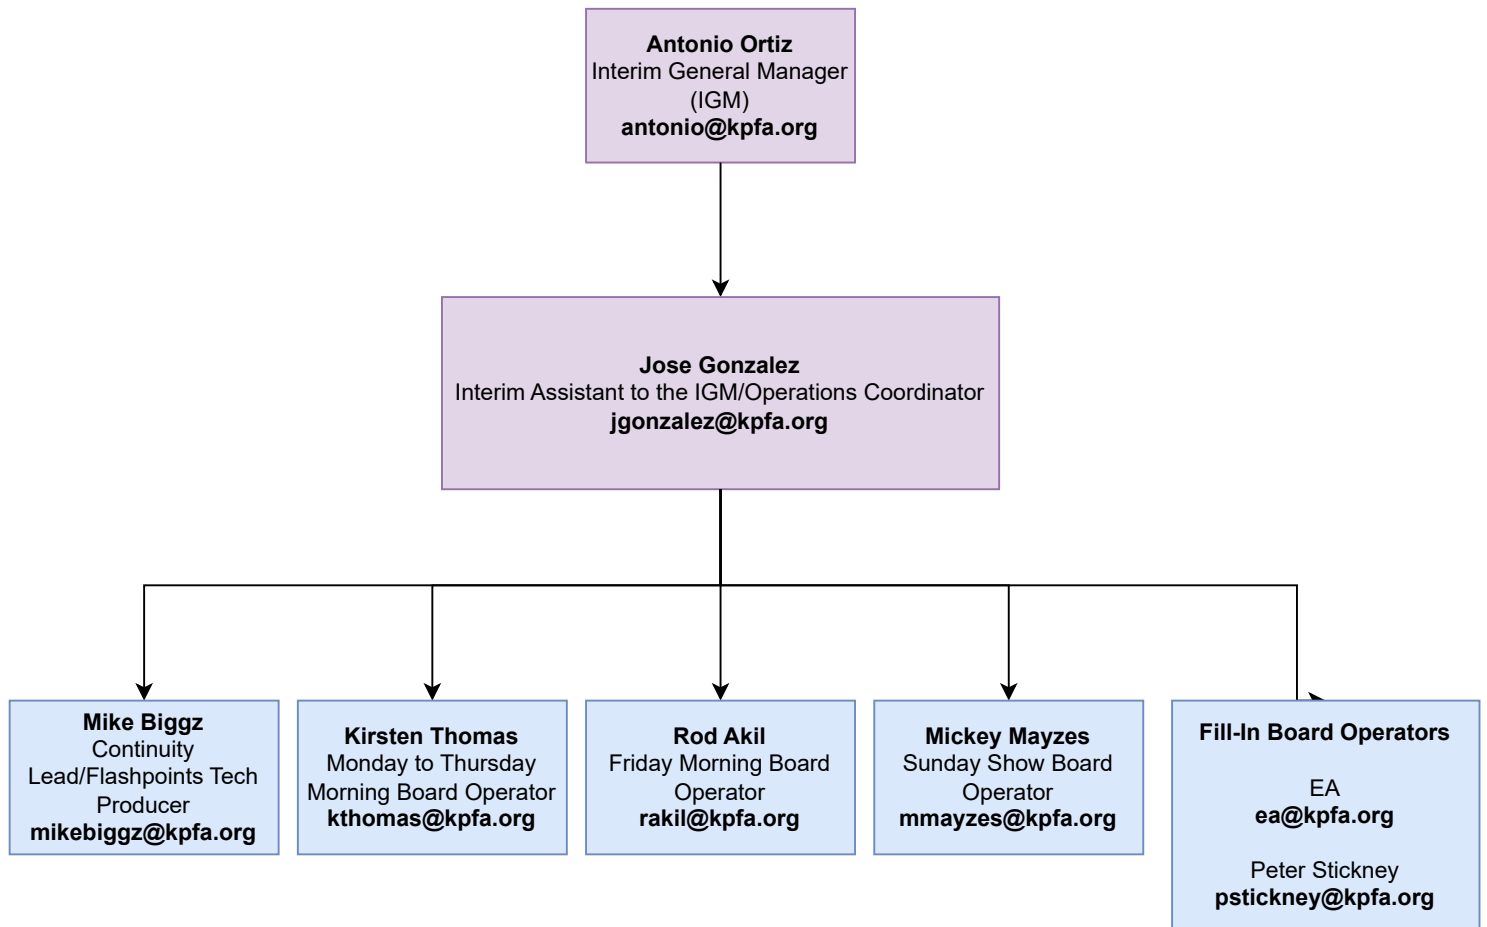 Antonio Ortiz
Interim General Manager
(IGM)
antonio@kpfa.org
Jose Gonzalez
Interim Assistant to the IGM/Operations Coordinator
jgonzalez@kpfa.org
Mike Biggz
Continuity
Lead/Flashpoints Tech
Producer
mikebiggz@kpfa.org
Kirsten Thomas
Monday to Thursday
Morning Board Operator
kthomas@kpfa.org
Rod Akil
Friday Morning Board
Operator
rakil@kpfa.org
Mickey Mayzes
Sunday Show Board
Operator
mmayzes@kpfa.org
Fill-In Board Operators
EA
ea@kpfa.org
Peter Stickney
pstickney@kpfa.org